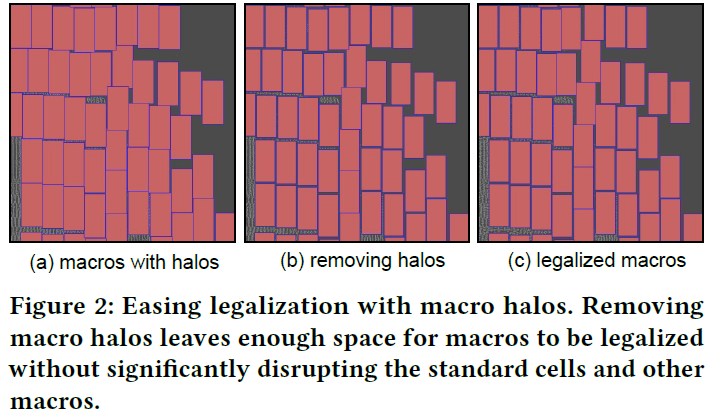 (a) macros with halos (b) removing halos (c) legalized macros
Figure 2: Easing legalization with macro halos. Removing
macro halos leaves enough space for macros to be legalized
without significantly disrupting the standard cells and other
macros.